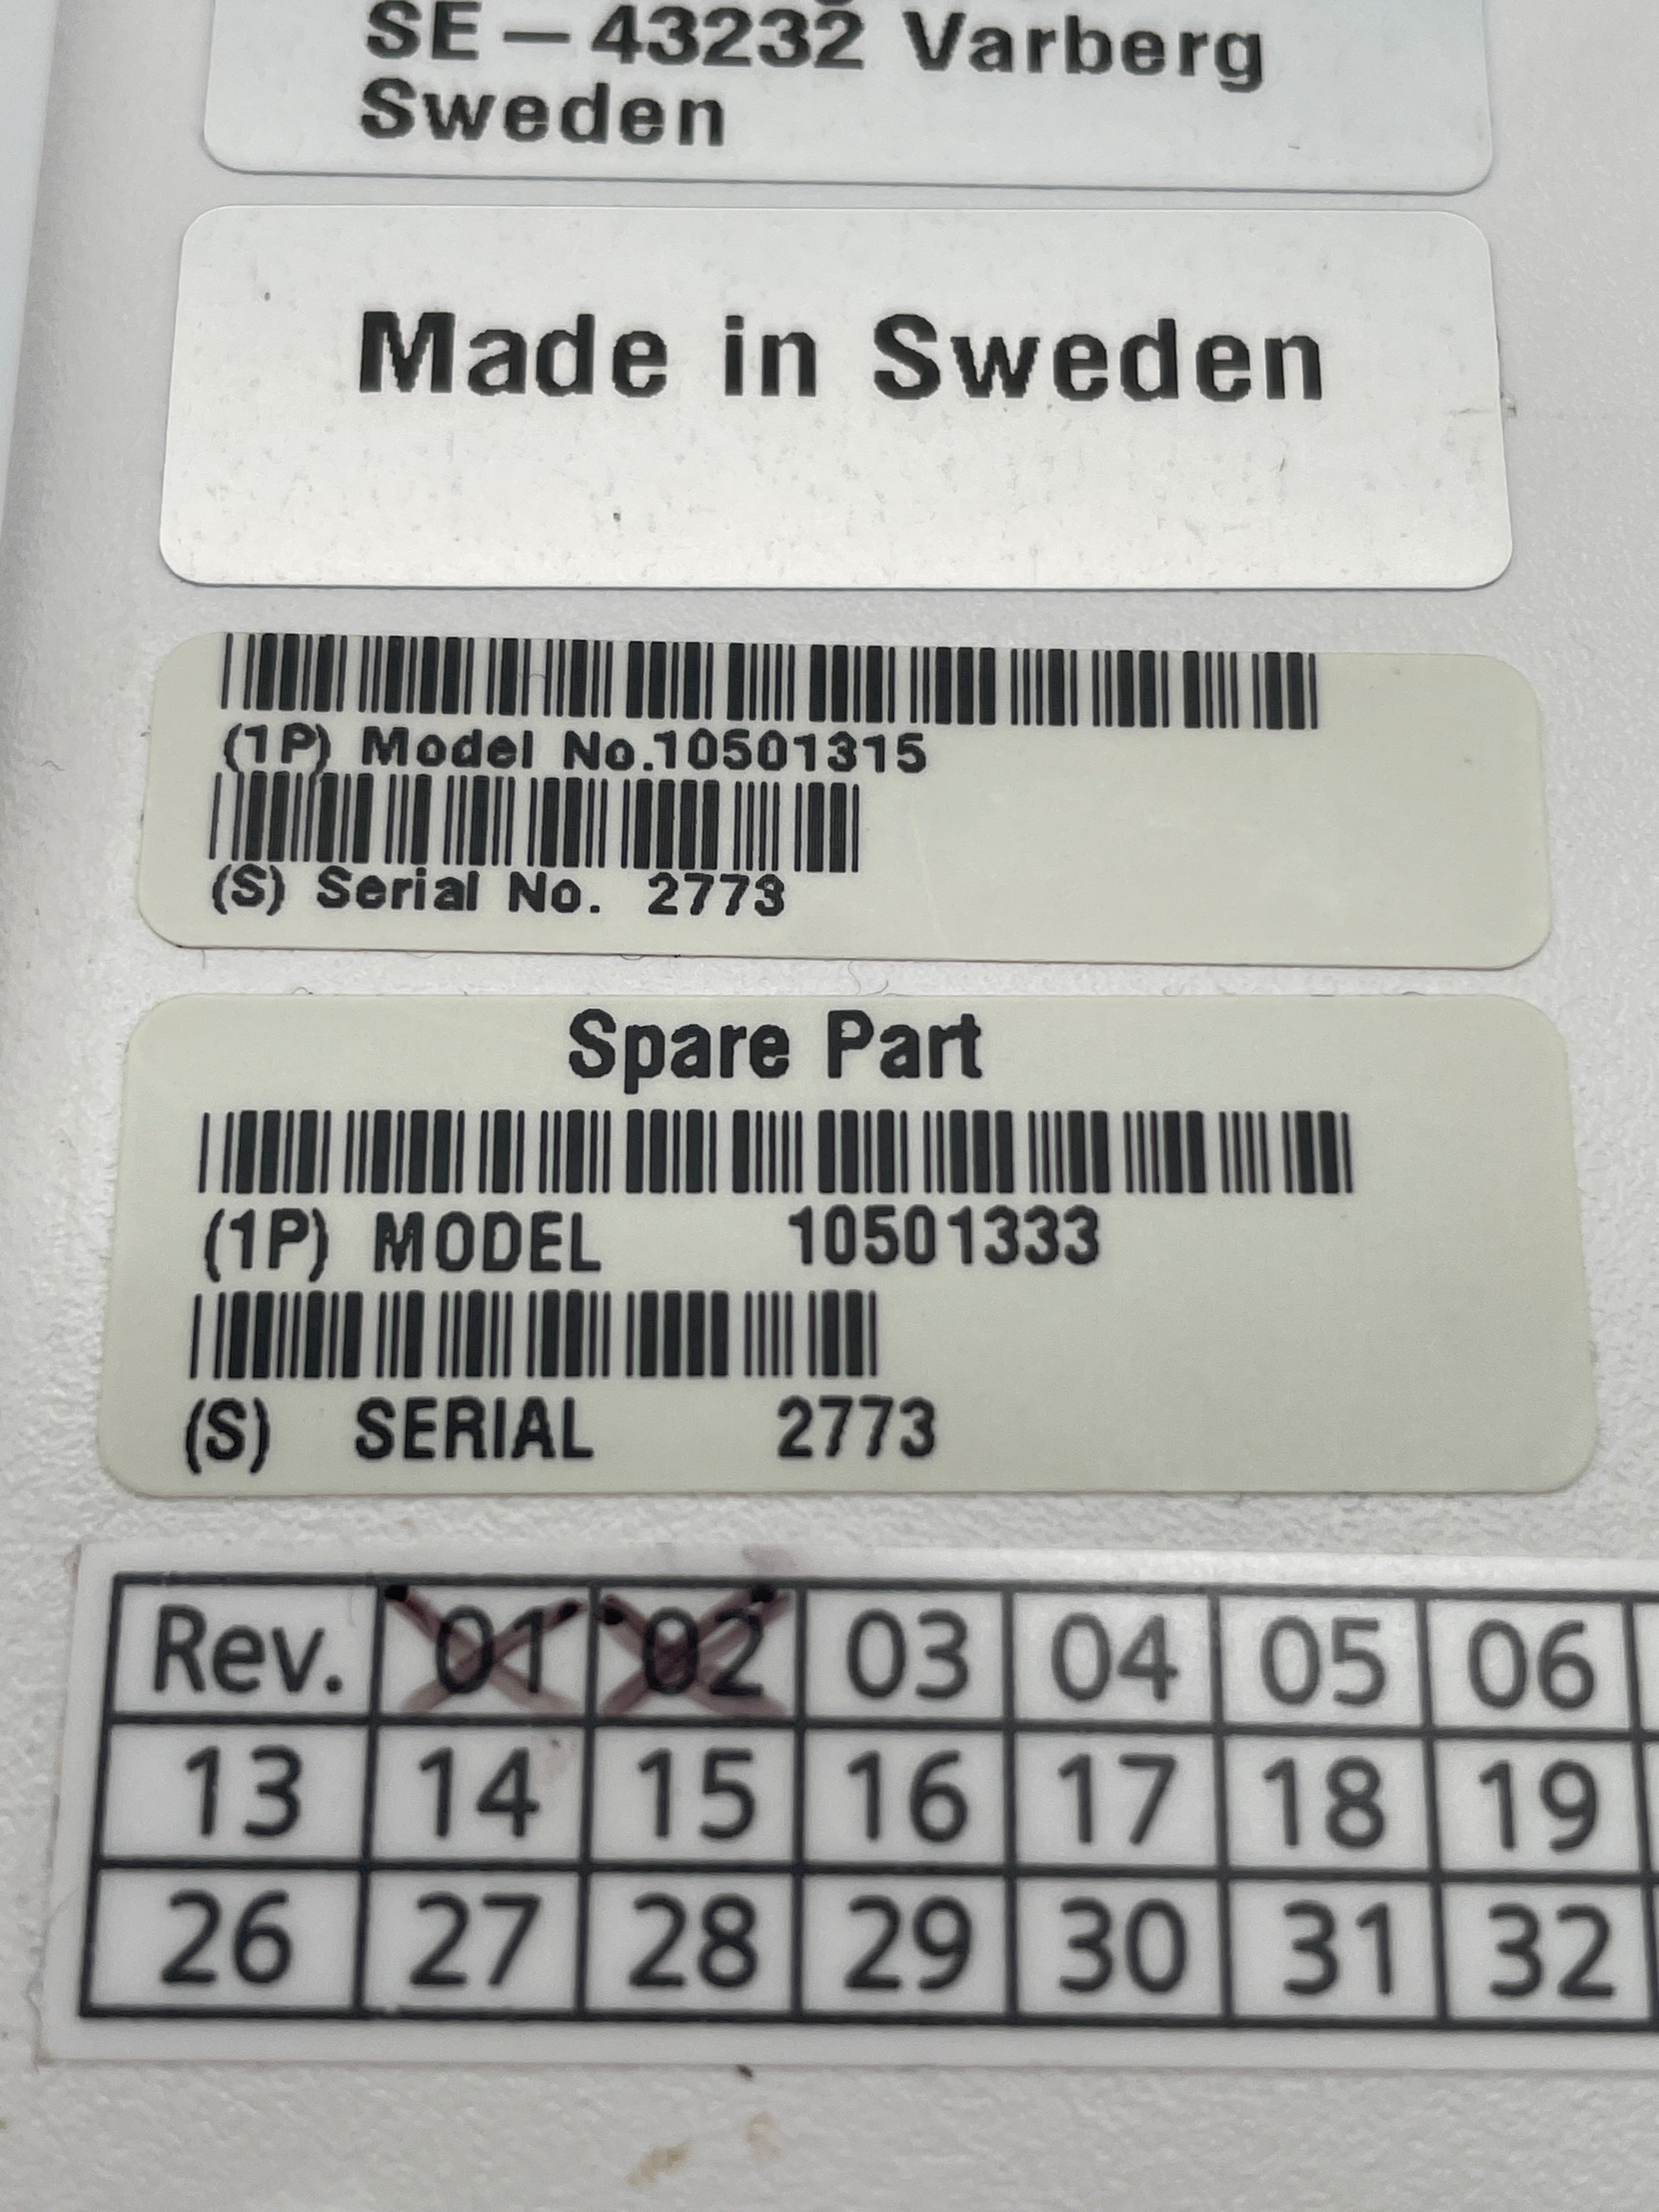 SE – 43232 Varberg
Sweden
Made in Sweden
(1P) Model No.10501315
(S) Serial No. 2773
Spare Part
(1P) MODEL 10501333
(S) SERIAL 2773
Rev. 01 02 03 04 05 06
13 14 15 16 17 18 19
26 27 28 29 30 31 32